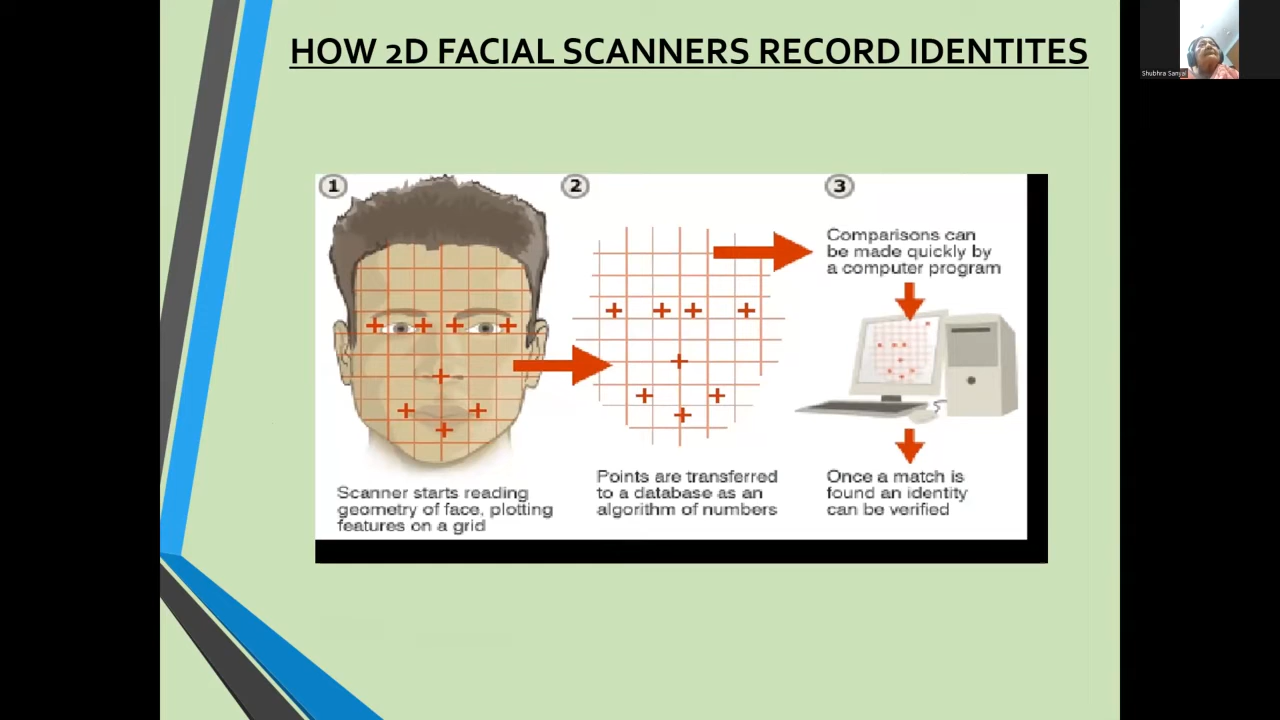 HOW 2D FACIAL SCANNERS RECORD IDENTITES
Shubhra Sanyal
1
Scanner starts reading
geometry of face, plotting
features on a grid
2
Points are transferred
to a database as an
algorithm of numbers
3
Comparisons can
be made quickly by
a computer program
Once a match is
found an identity
can be verified